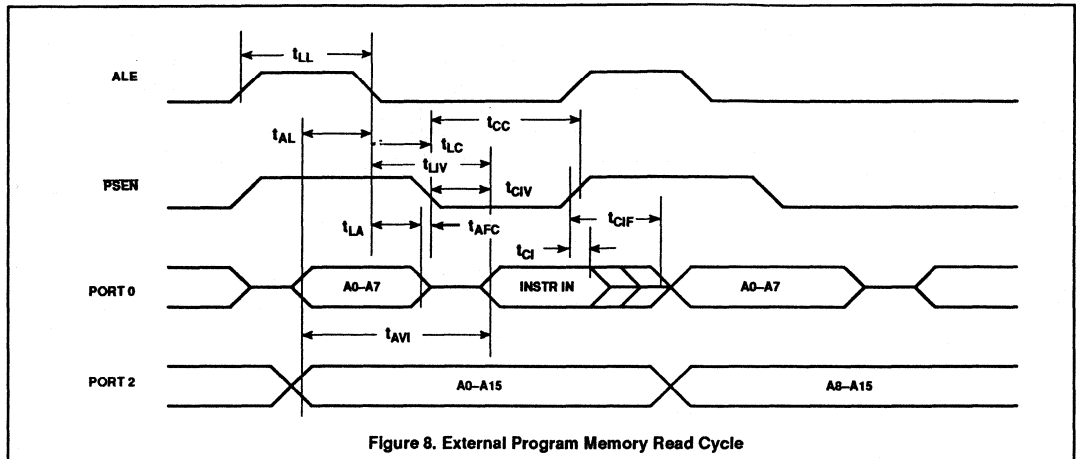 tLL
ALE
tCC
tAL
tLC
tLIV
PSEN
tCIV
tLA
tAFC
tCIF
tCI
PORT 0
A0–A7
INSTR IN
A0–A7
tAVI
PORT 2
A0–A15
A8–A15
Figure 8. External Program Memory Read Cycle